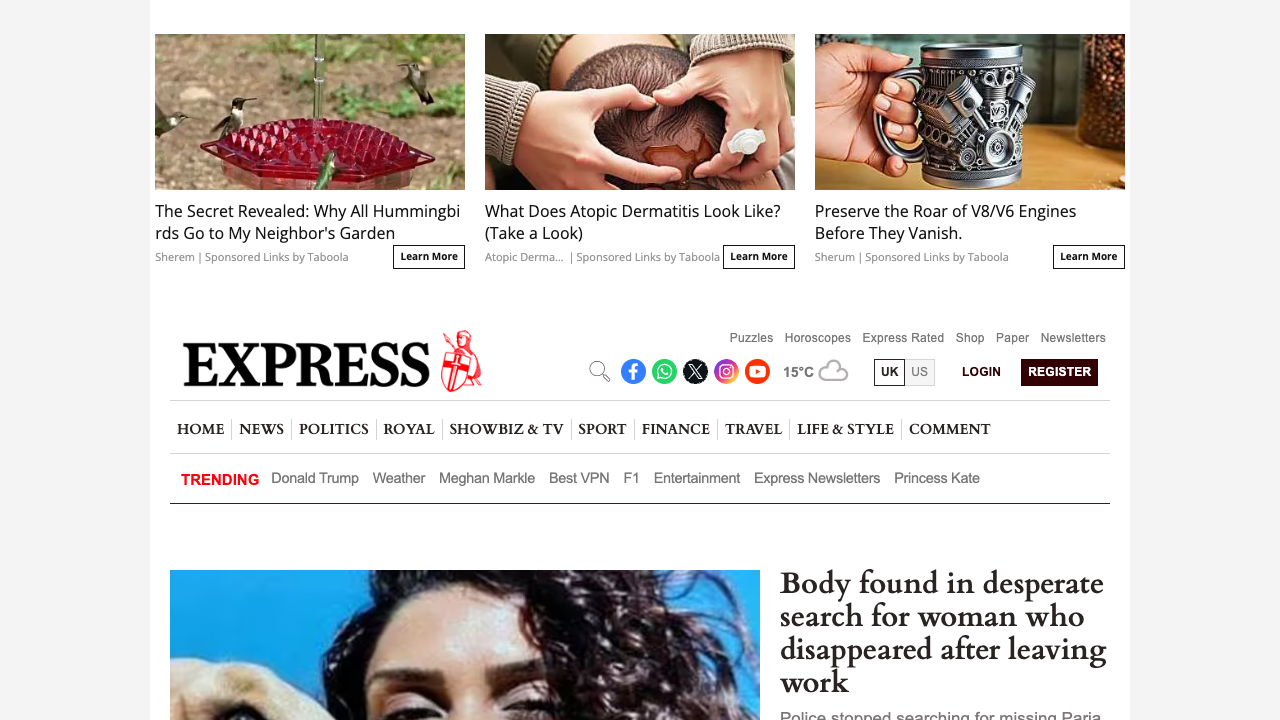 The Secret Revealed: Why All Hummingbi
rds Go to My Neighbor's Garden
Sherem | Sponsored Links by Taboola
Learn More
What Does Atopic Dermatitis Look Like?
(Take a Look)
Atopic Derma... | Sponsored Links by Taboola
Learn More
V8
Preserve the Roar of V8/V6 Engines
Before They Vanish.
Sherum | Sponsored Links by Taboola
Learn More
EXPRESS
Puzzles Horoscopes Express Rated Shop Paper Newsletters
15°C UK US LOGIN REGISTER
HOME NEWS POLITICS ROYAL SHOWBIZ & TV SPORT FINANCE TRAVEL LIFE & STYLE COMMENT
TRENDING Donald Trump Weather Meghan Markle Best VPN F1 Entertainment Express Newsletters Princess Kate
Body found in desperate
search for woman who
disappeared after leaving
work
Police stopped searching for missing Paria